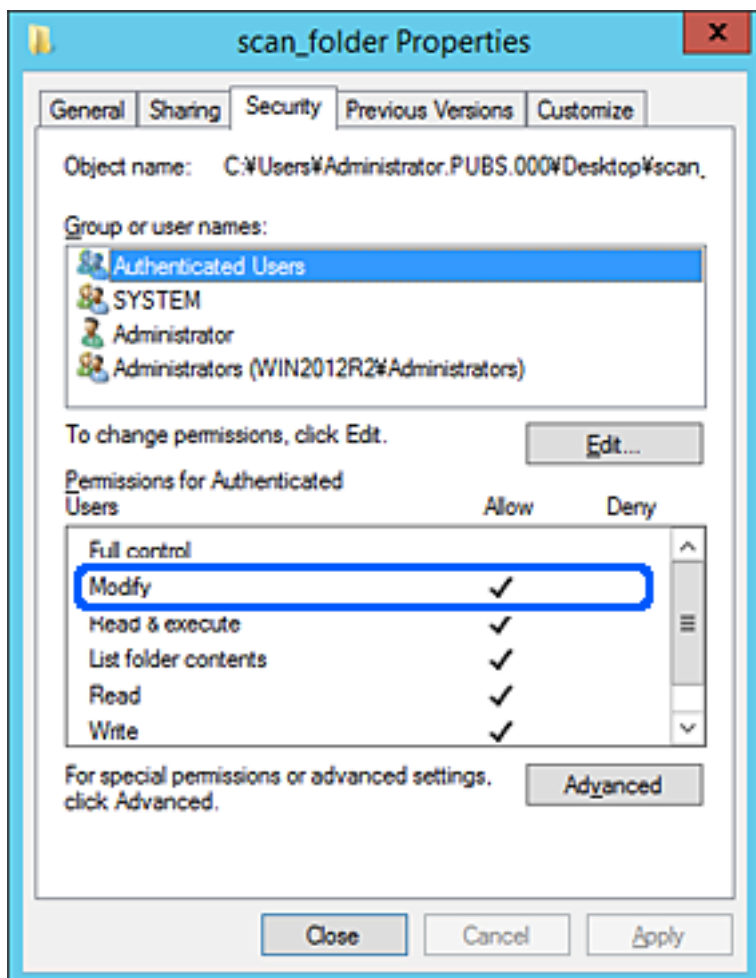 scan_folder Properties
x
General Sharing Security Previous Versions Customize
Object name: C:¥Users¥Administrator.PUBS.000¥Desktop¥scan_
Group or user names:
Authenticated Users
SYSTEM
Administrator
Administrators (WIN2012R2¥Administrators)
To change permissions, click Edit.
Edit...
Permissions for Authenticated
Users Allow Deny
Full control
Modify
Read & execute
List folder contents
Read
Write
For special permissions or advanced settings,
click Advanced.
Advanced
Close Cancel Apply